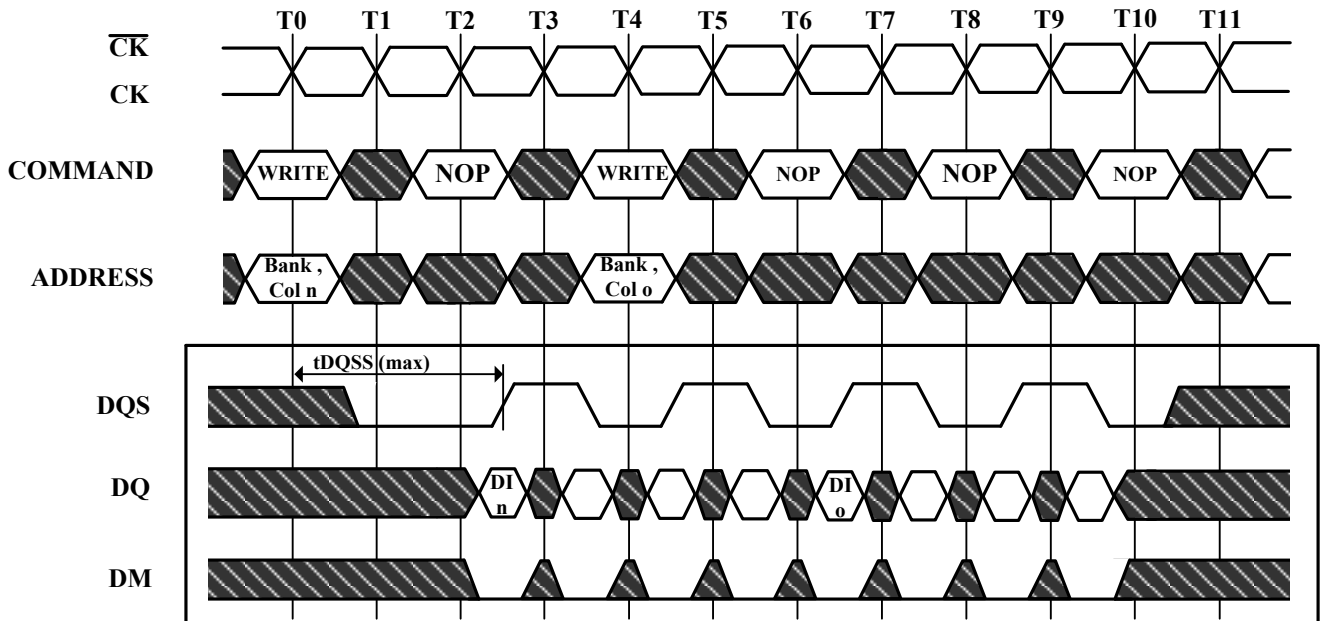 T0 T1 T2 T3 T4 T5 T6 T7 T8 T9 T10 T11
CK
CK
COMMAND WRITE NOP WRITE NOP NOP NOP
ADDRESS Bank , Bank ,
Col n Col o
tDQSS (max)
DQS
DQ DI DI
n o
DM